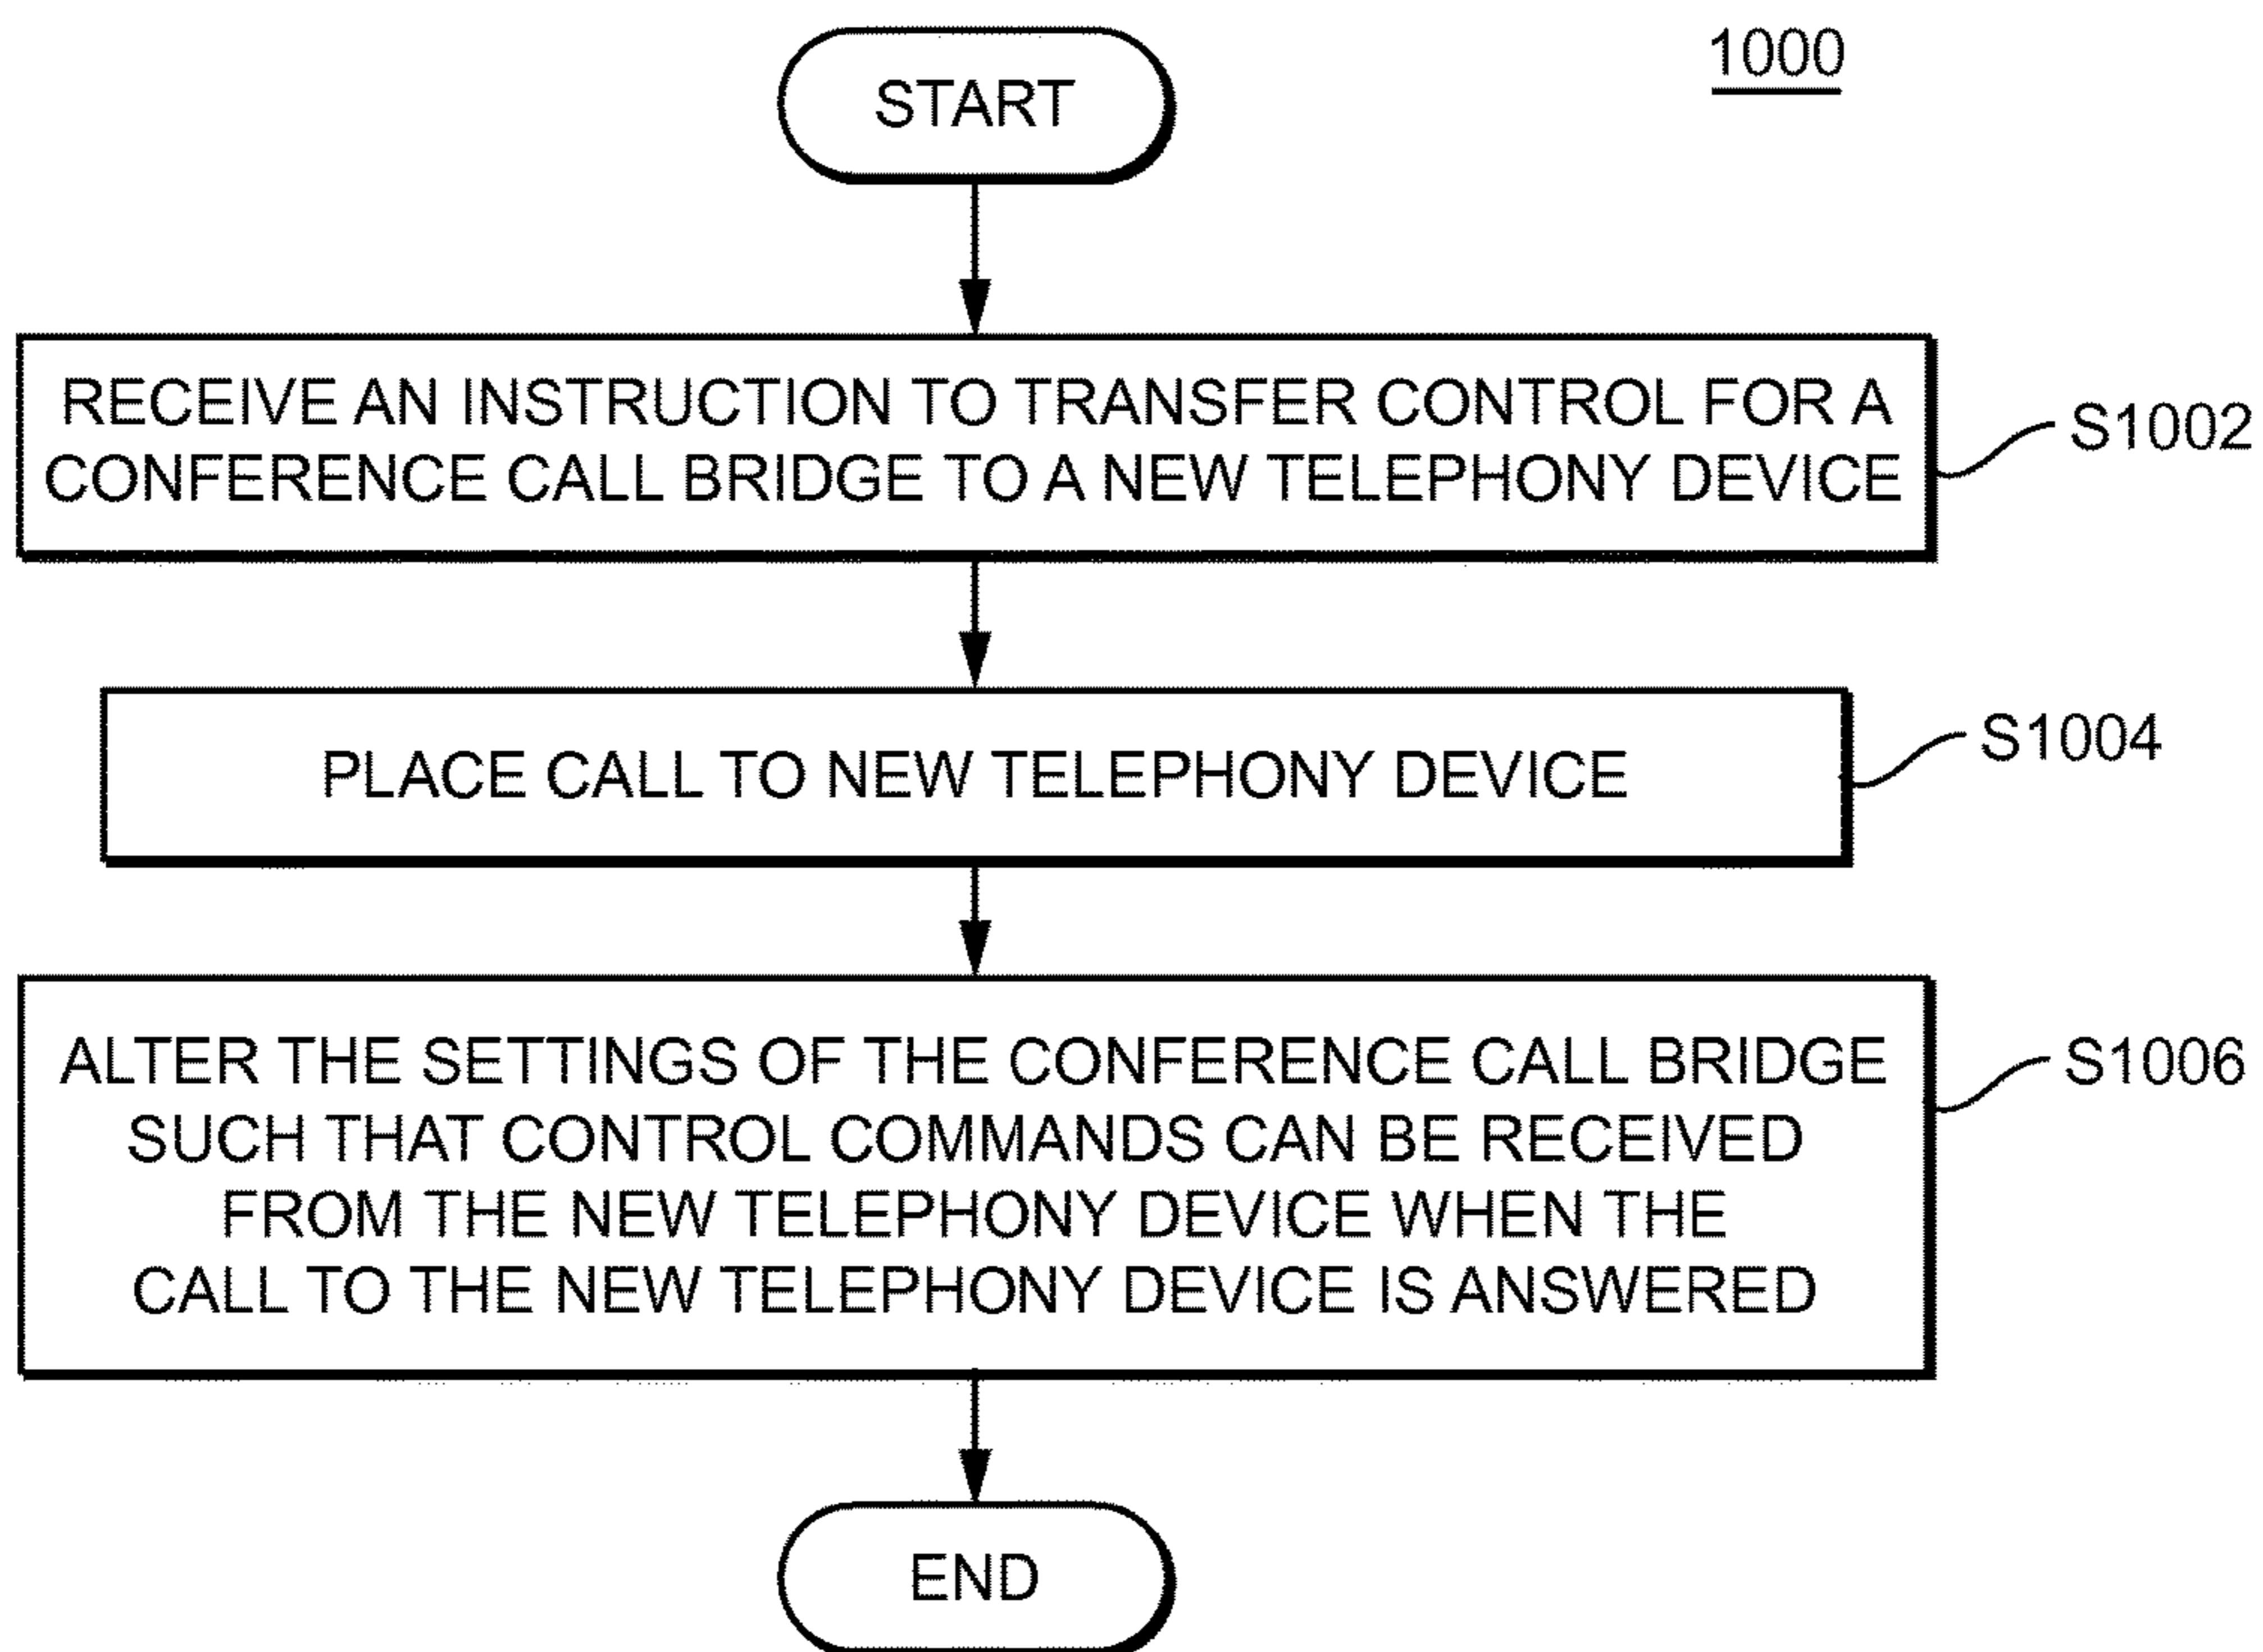 1000
START
RECEIVE AN INSTRUCTION TO TRANSFER CONTROL FOR A
CONFERENCE CALL BRIDGE TO A NEW TELEPHONY DEVICE
S1002
PLACE CALL TO NEW TELEPHONY DEVICE
S1004
ALTER THE SETTINGS OF THE CONFERENCE CALL BRIDGE
SUCH THAT CONTROL COMMANDS CAN BE RECEIVED
FROM THE NEW TELEPHONY DEVICE WHEN THE
CALL TO THE NEW TELEPHONY DEVICE IS ANSWERED
S1006
END